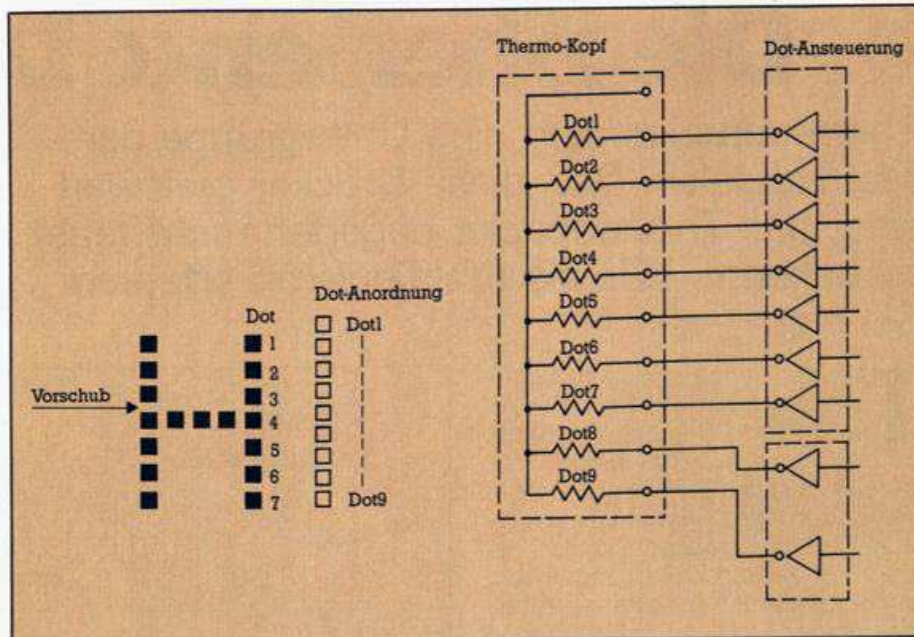 Thermo-Kopf
Dot-Ansteuerung
Dot1
Dot2
Dot3
Dot4
Dot5
Dot6
Dot7
Dot8
Dot9
Dot-Anordnung
Dot
Dot1
1
2
3
Vorschub
4
5
6
7
Dot9